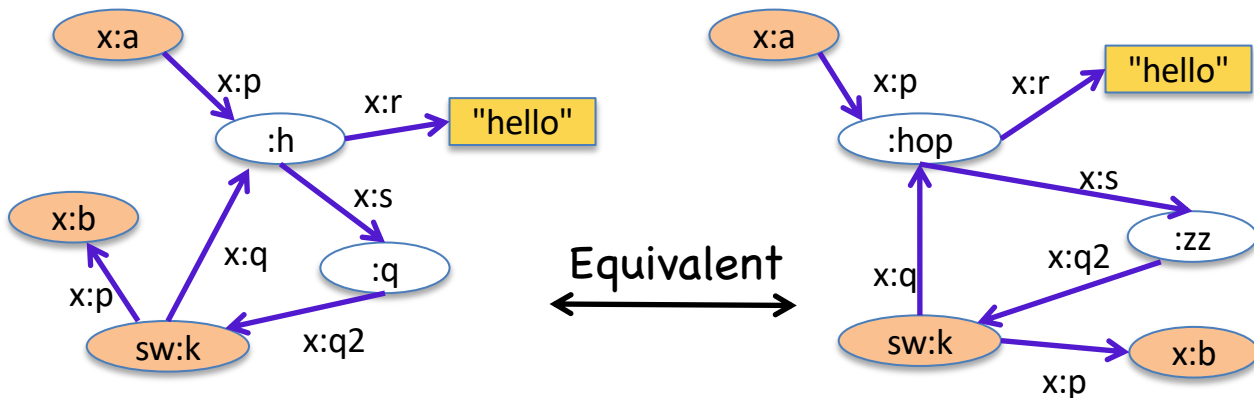 x:a
x:p
x:r
"hello"
:h
x:s
x:b
x:q
:q
x:p
x:q2
sw:k
Equivalent
x:a
x:p
x:r
"hello"
:hop
x:s
:zz
x:q
x:q2
sw:k
x:b
x:p